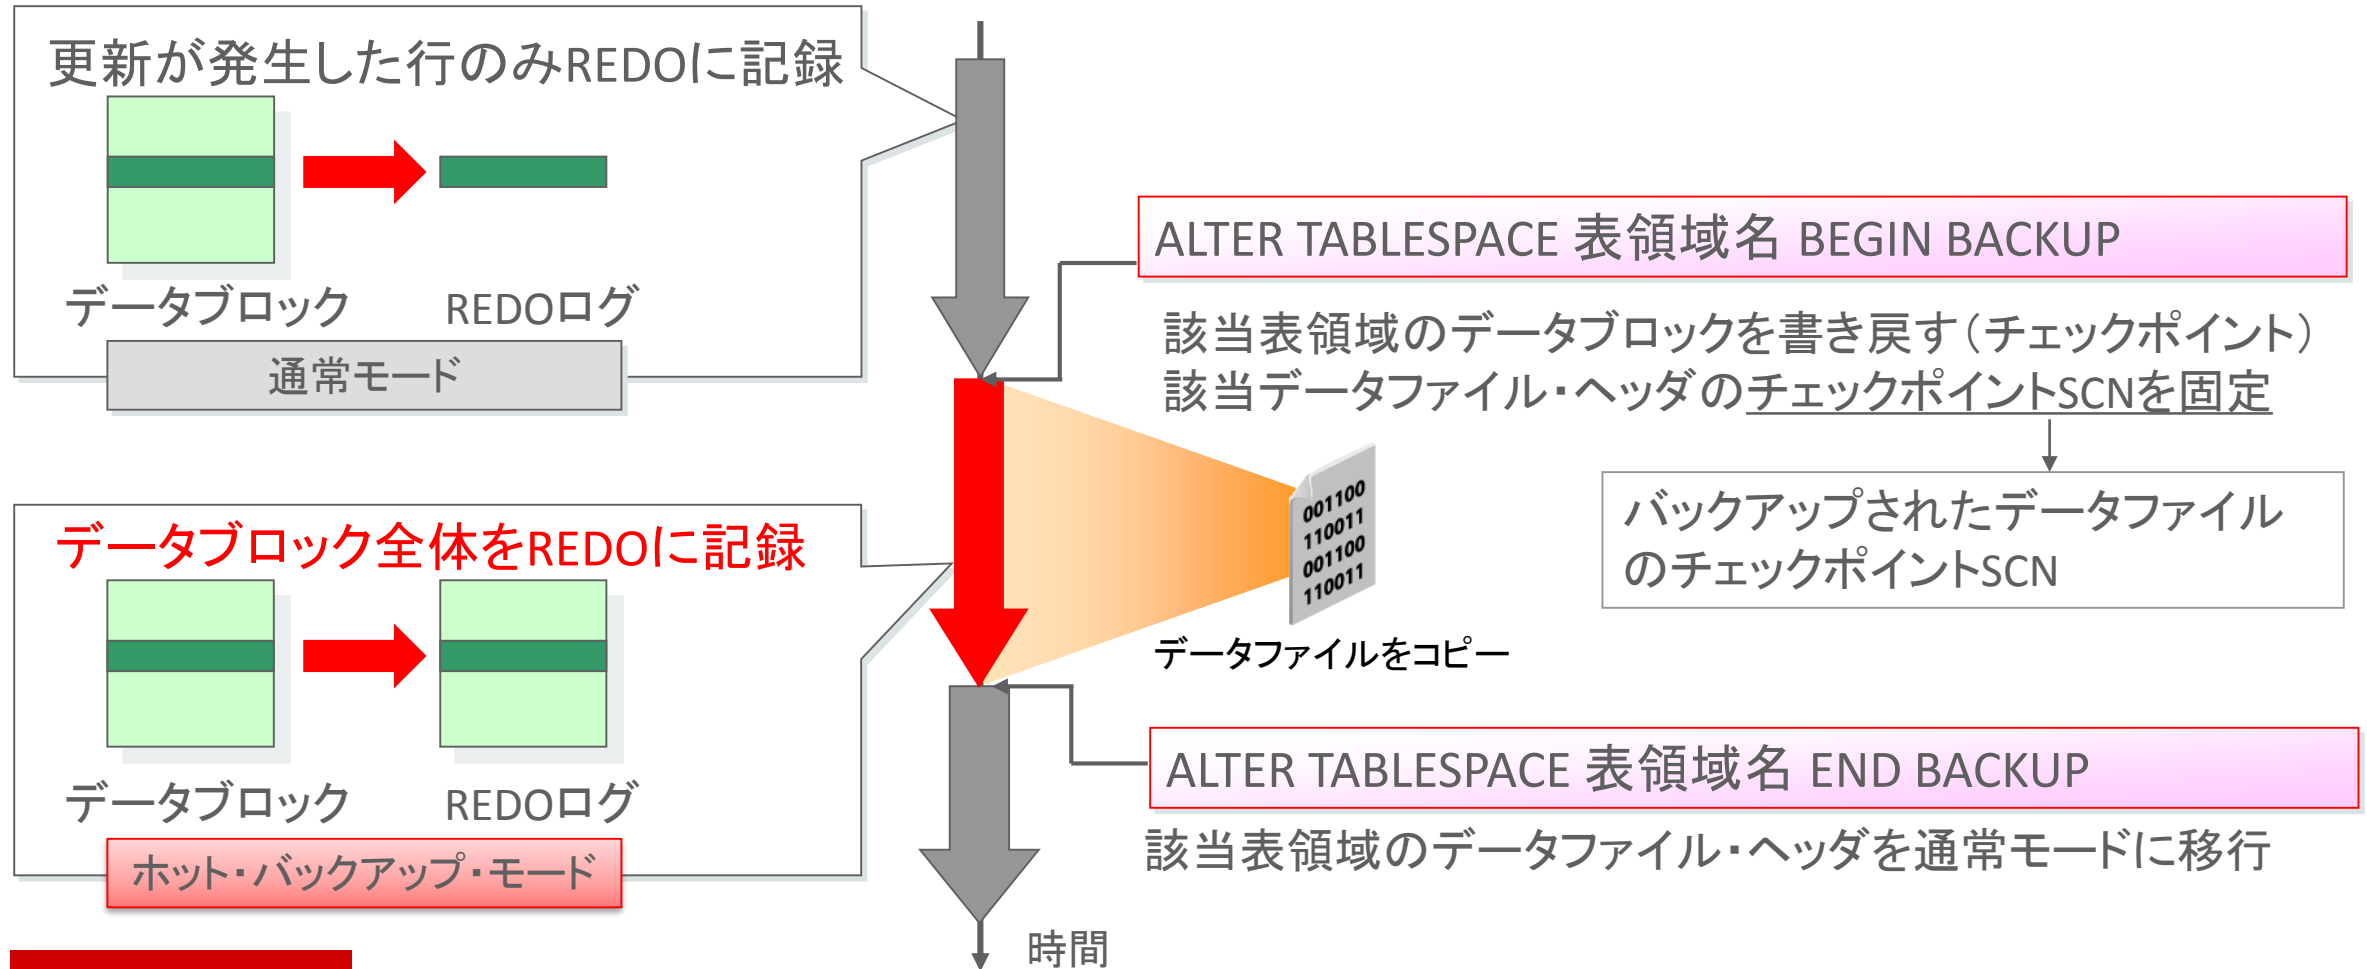 更新が発生した行のみREDOに記録
データブロック
REDOログ
通常モード
ALTER TABLESPACE 表領域名 BEGIN BACKUP
該当表領域のデータブロックを書き戻す（チェックポイント）
該当データファイル・ヘッダのチェックポイントSCNを固定
バックアップされたデータファイル
のチェックポイントSCN
001100
110011
001100
110011
データファイルをコピー
データブロック全体をREDOに記録
データブロック
REDOログ
ホット・バックアップ・モード
ALTER TABLESPACE 表領域名 END BACKUP
該当表領域のデータファイル・ヘッダを通常モードに移行
時間